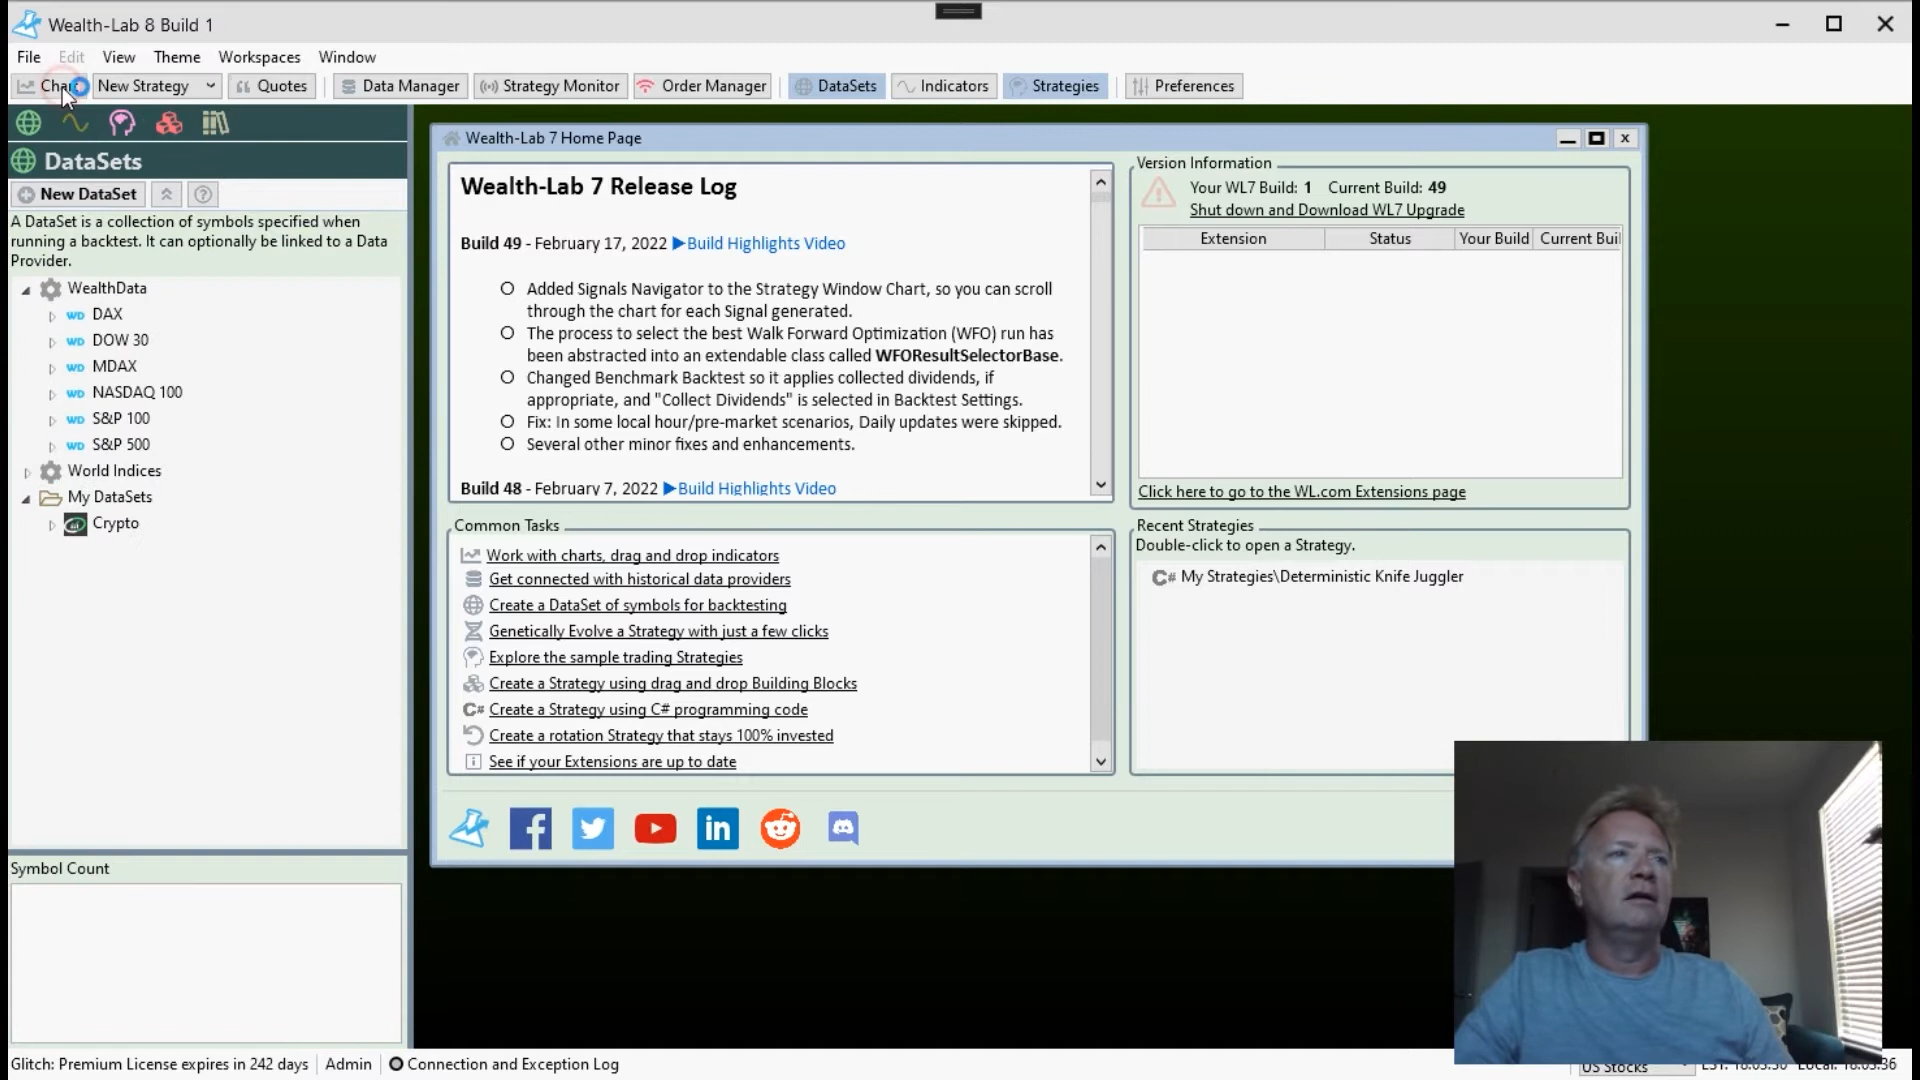 Wealth-Lab 8 Build 1
File Edit View Theme Workspaces Window
Chart New Strategy Quotes Data Manager Strategy Monitor Order Manager DataSets Indicators Strategies Preferences
DataSets
New DataSet
A DataSet is a collection of symbols specified when
running a backtest. It can optionally be linked to a Data
Provider.
WealthData
WD DAX
WD DOW 30
WD MDAX
WD NASDAQ 100
WD S&P 100
WD S&P 500
World Indices
My DataSets
Crypto
Symbol Count
Wealth-Lab 7 Home Page
Wealth-Lab 7 Release Log
Build 49 - February 17, 2022 ▶Build Highlights Video
Added Signals Navigator to the Strategy Window Chart, so you can scroll
through the chart for each Signal generated.
The process to select the best Walk Forward Optimization (WFO) run has
been abstracted into an extendable class called WFOResultSelectorBase.
Changed Benchmark Backtest so it applies collected dividends, if
appropriate, and "Collect Dividends" is selected in Backtest Settings.
Fix: In some local hour/pre-market scenarios, Daily updates were skipped.
Several other minor fixes and enhancements.
Build 48 - February 7, 2022 ▶Build Highlights Video
Version Information
Your WL7 Build: 1 Current Build: 49
Shut down and Download WL7 Upgrade
Extension Status Your Build Current Buil
Click here to go to the WL.com Extensions page
Common Tasks
Work with charts, drag and drop indicators
Get connected with historical data providers
Create a DataSet of symbols for backtesting
Genetically Evolve a Strategy with just a few clicks
Explore the sample trading Strategies
Create a Strategy using drag and drop Building Blocks
C# Create a Strategy using C# programming code
Create a rotation Strategy that stays 100% invested
See if your Extensions are up to date
Recent Strategies
Double-click to open a Strategy.
C# My Strategies\Deterministic Knife Juggler
Glitch: Premium License expires in 242 days Admin Connection and Exception Log
US Stocks